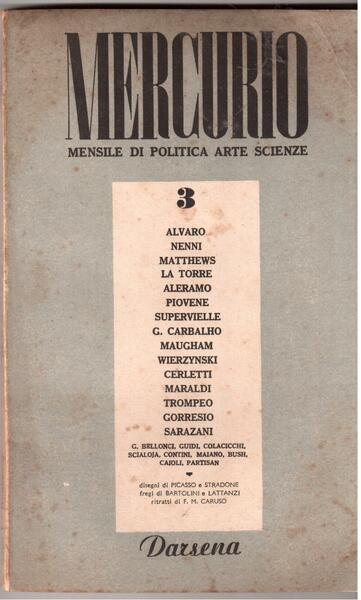 MERCURIO
MENSILE DI POLITICA ARTE SCIENZE
3
ALVARO
NENNI
MATTHEWS
LA TORRE
ALERAMO
PIOVENE
SUPERVIELLE
G. CARBALHO
MAUGHAM
WIERZYNSKI
CERLETTI
MARALDI
TROMPEO
GORRESIO
SARAZANI
G. BELLONCI, GUIDI, COLACICCHI,
SCIALOJA, CONTINI, MAIANO, BUSH,
CAIOLI, PARTISAN
disegni di PICASSO e STRADONE
fregi di BARTOLINI e LATTANZI
ritratti di F. M. CARUSO
Darsena